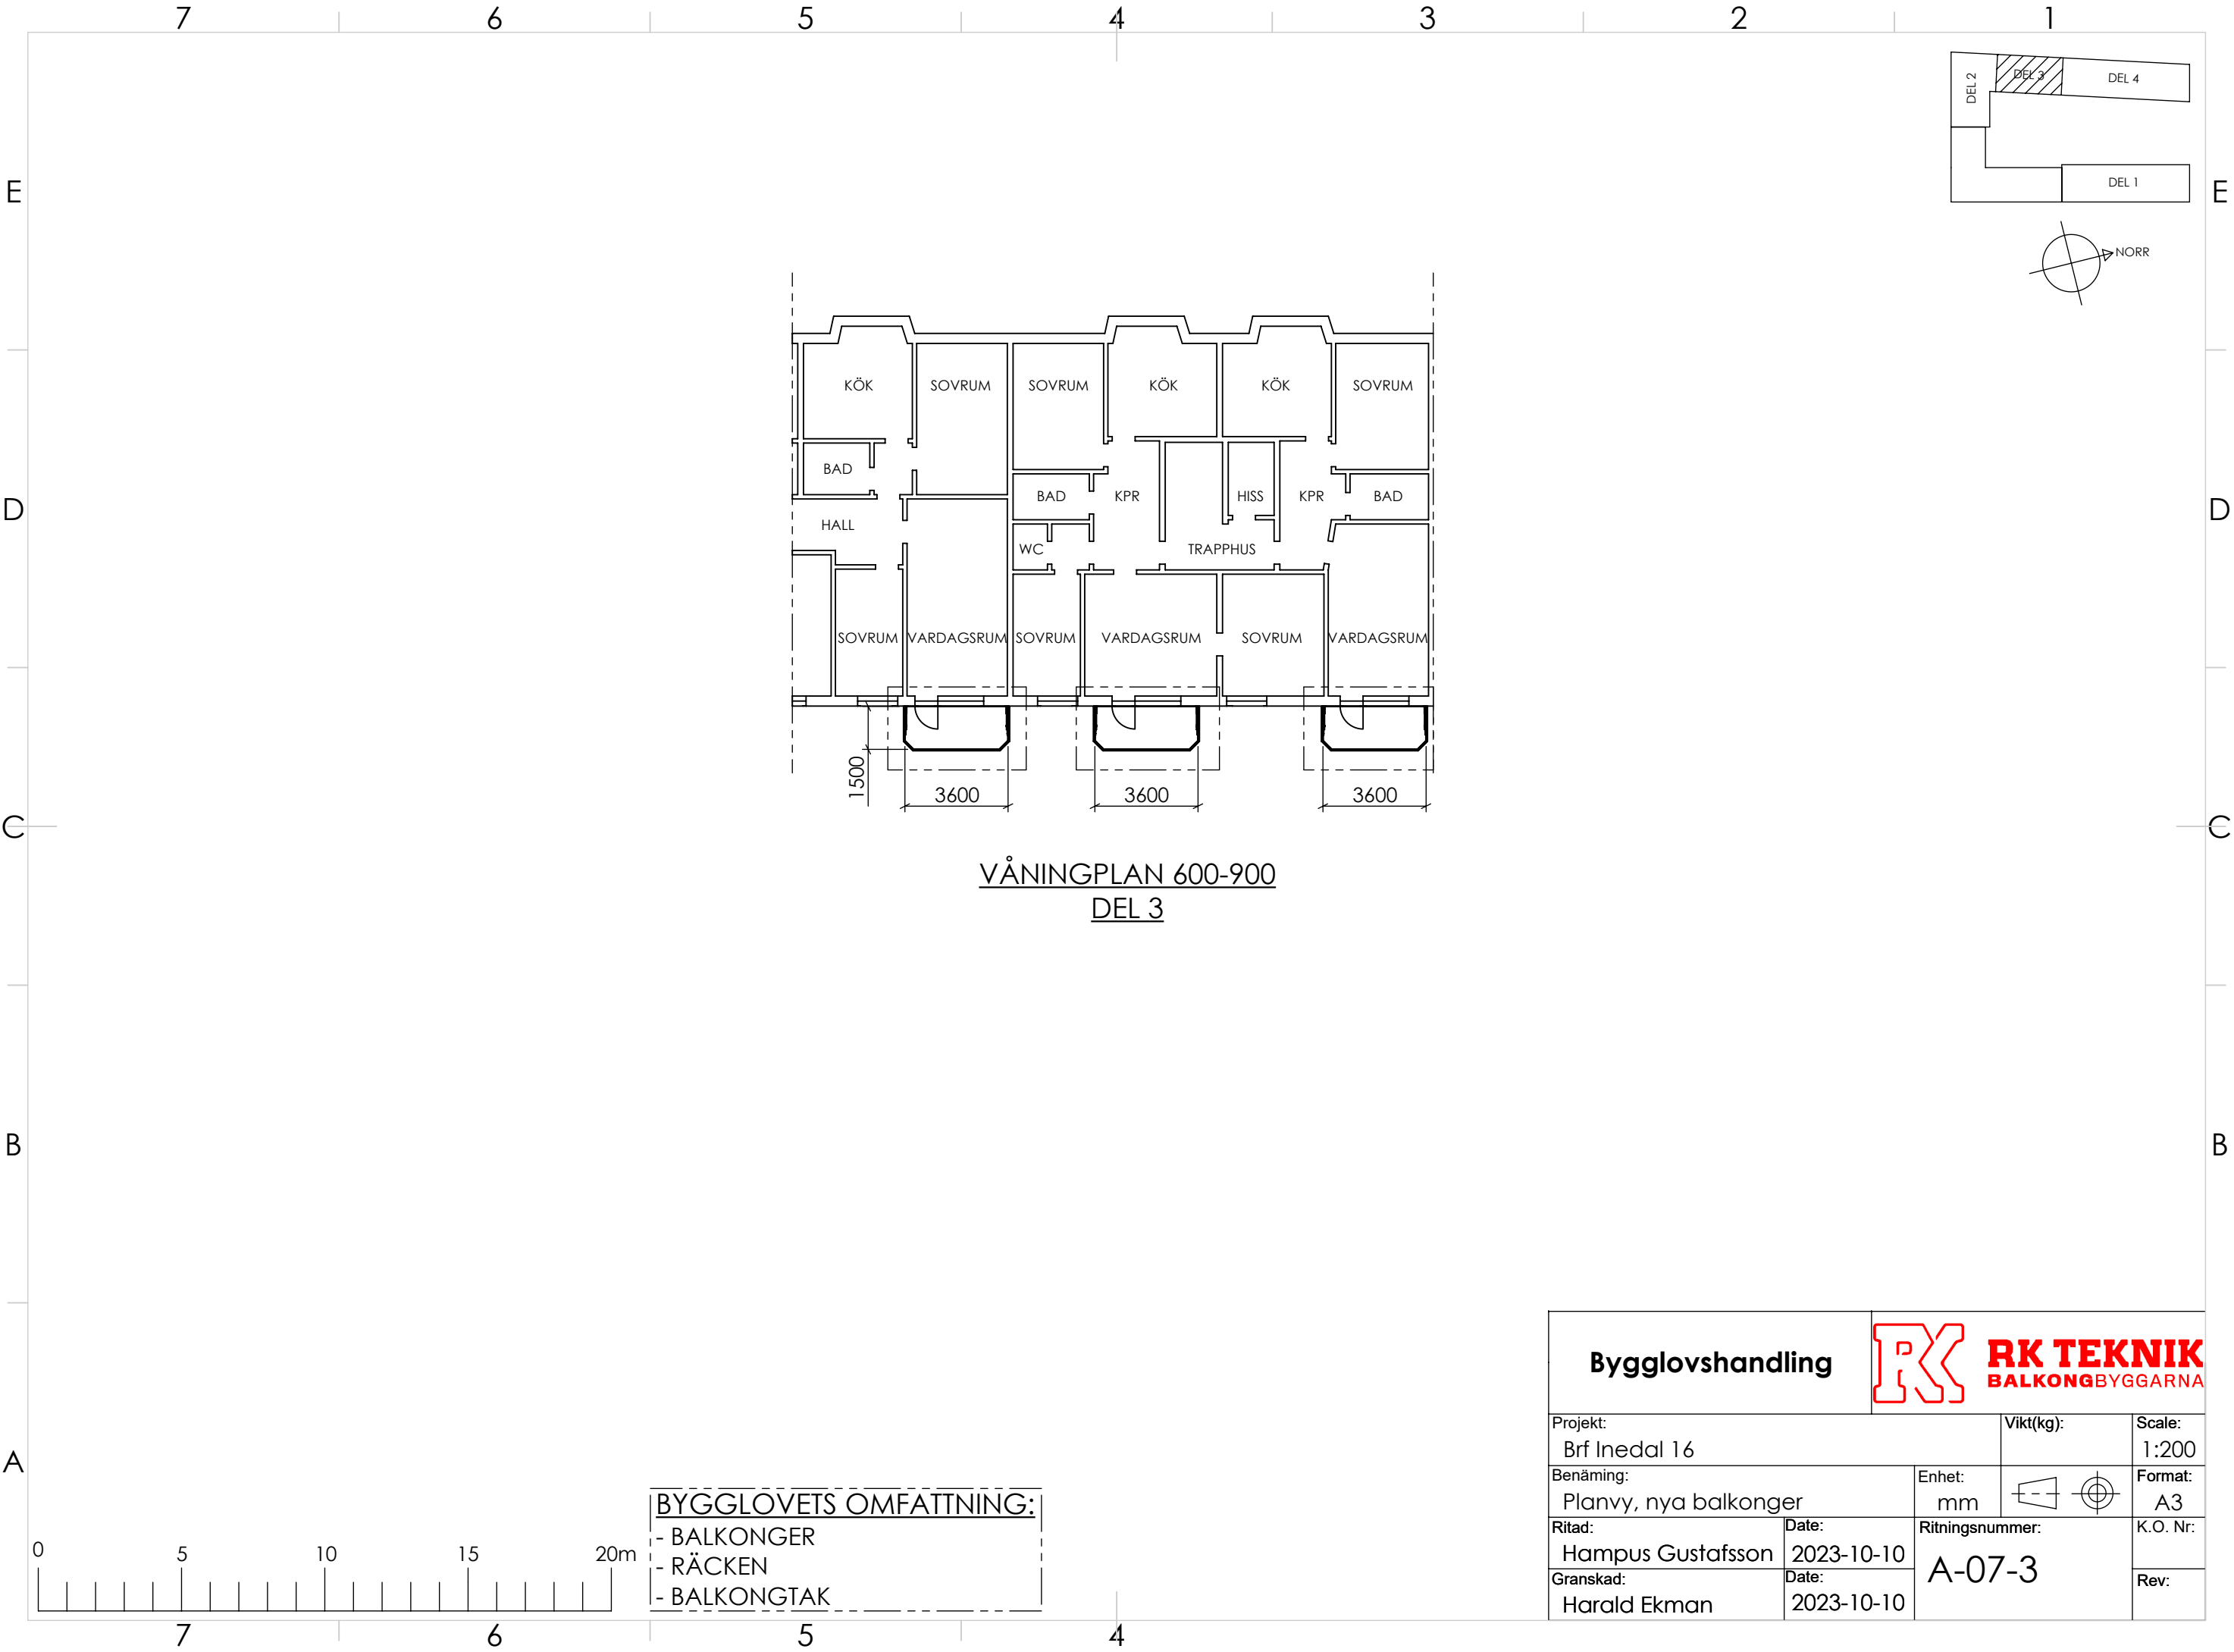 7 6 5 4 3 2 1
DEL 2
DEL 3
DEL 4
E
DEL 1
E
NORR
KÖK SOVRUM SOVRUM KÖK KÖK SOVRUM
BAD
BAD KPR HISS KPR BAD
D
D
HALL
WC TRAPPHUS
SOVRUM VARDAGSRUM SOVRUM VARDAGSRUM SOVRUM VARDAGSRUM
1500
3600 3600 3600
C
C
VÅNINGPLAN 600-900
DEL 3
B
B
Bygglovshandling
RK
RK TEKNIK
BALKONGBYGGARNA
Projekt: Vikt(kg): Scale:
Brf Inedal 16 1:200
A
Benäming: Enhet: Format:
Planvy, nya balkonger mm A3
Ritad: Date: Ritningsnummer: K.O. Nr:
Hampus Gustafsson 2023-10-10
A-07-3
Granskad: Date: Rev:
Harald Ekman 2023-10-10
BYGGLOVETS OMFATTNING:
- BALKONGER
- RÄCKEN
- BALKONGTAK
0 5 10 15 20m
7 6 5 4